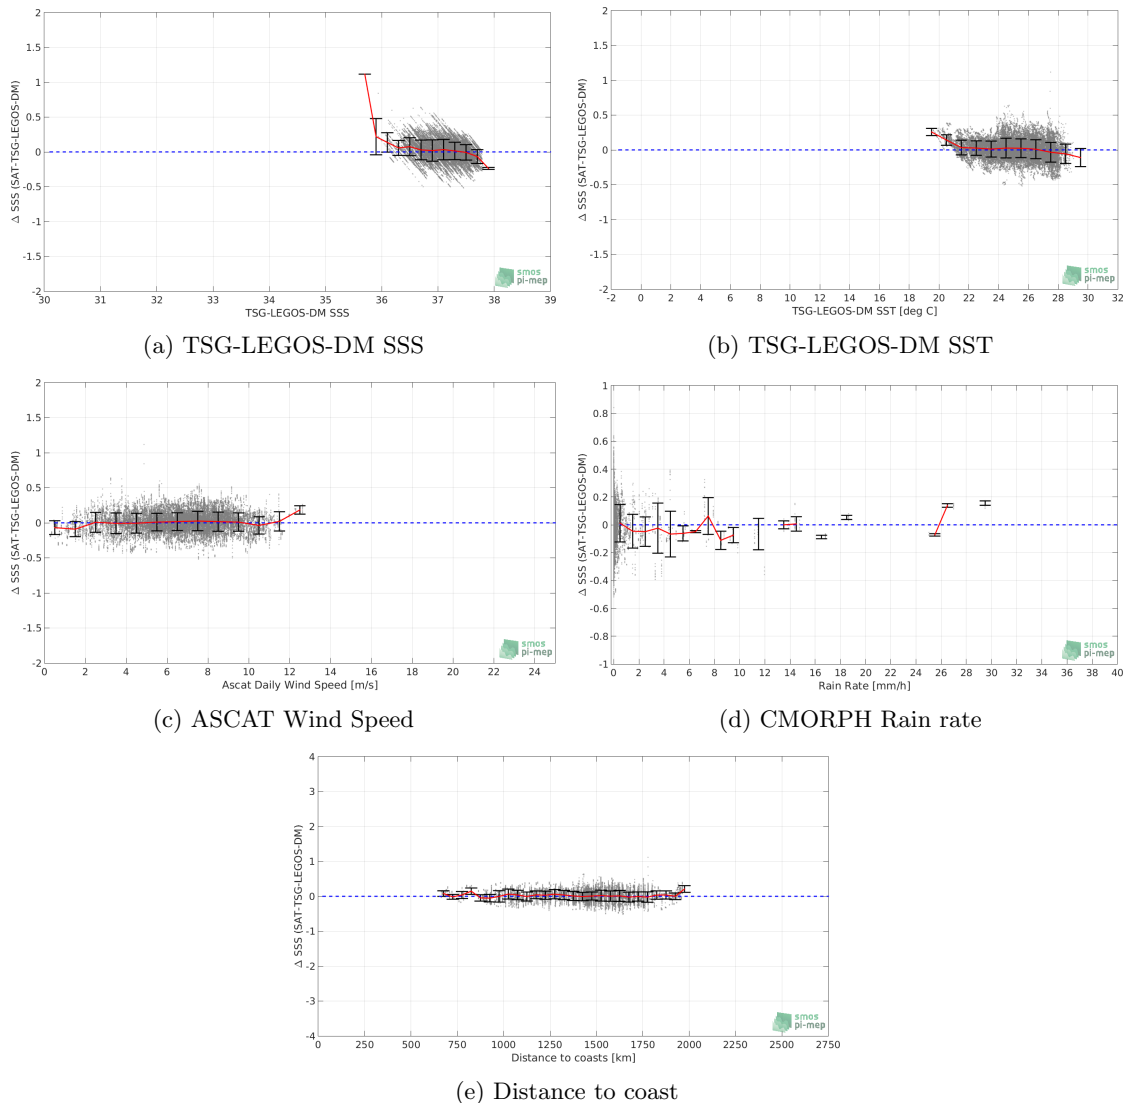 2
1.5
1
0.5
0
-0.5
-1
-1.5
-2
Δ SSS (SAT-TSG-LEGOS-DM)
30 31 32 33 34 35 36 37 38 39
TSG-LEGOS-DM SSS
smos
pi-mep
(a) TSG-LEGOS-DM SSS
2
1.5
1
0.5
0
-0.5
-1
-1.5
-2
Δ SSS (SAT-TSG-LEGOS-DM)
-2 0 2 4 6 8 10 12 14 16 18 20 22 24 26 28 30 32
TSG-LEGOS-DM SST [deg C]
smos
pi-mep
(b) TSG-LEGOS-DM SST
2
1.5
1
0.5
0
-0.5
-1
-1.5
-2
Δ SSS (SAT-TSG-LEGOS-DM)
0 2 4 6 8 10 12 14 16 18 20 22 24
Ascat Daily Wind Speed [m/s]
smos
pi-mep
(c) ASCAT Wind Speed
1
0.8
0.6
0.4
0.2
0
-0.2
-0.4
-0.6
-0.8
-1
Δ SSS (SAT-TSG-LEGOS-DM)
0 2 4 6 8 10 12 14 16 18 20 22 24 26 28 30 32 34 36 38 40
Rain Rate [mm/h]
smos
pi-mep
(d) CMORPH Rain rate
4
3
2
1
0
-1
-2
-3
-4
Δ SSS (SAT-TSG-LEGOS-DM)
0 250 500 750 1000 1250 1500 1750 2000 2250 2500 2750
Distance to coasts [km]
smos
pi-mep
(e) Distance to coast